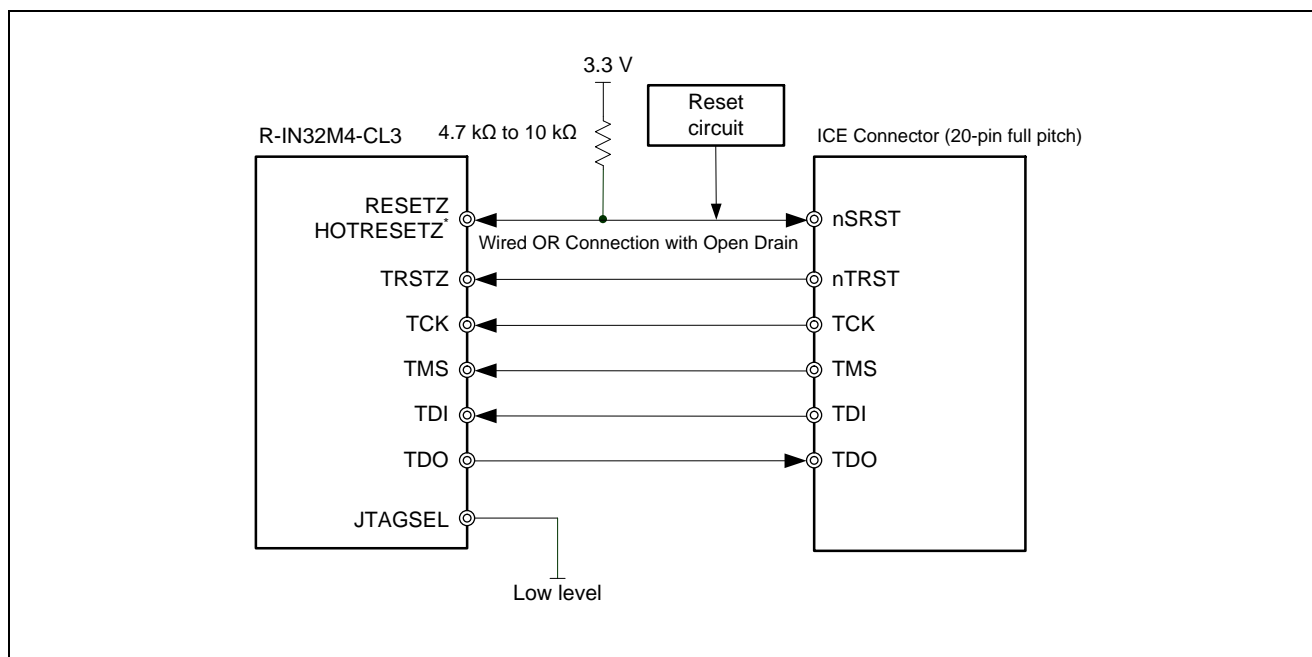 3.3 V
Reset
circuit
R-IN32M4-CL3
4.7 kΩ to 10 kΩ
ICE Connector (20-pin full pitch)
RESETZ
HOTRESETZ*
nSRST
Wired OR Connection with Open Drain
TRSTZ
nTRST
TCK
TCK
TMS
TMS
TDI
TDI
TDO
TDO
JTAGSEL
Low level